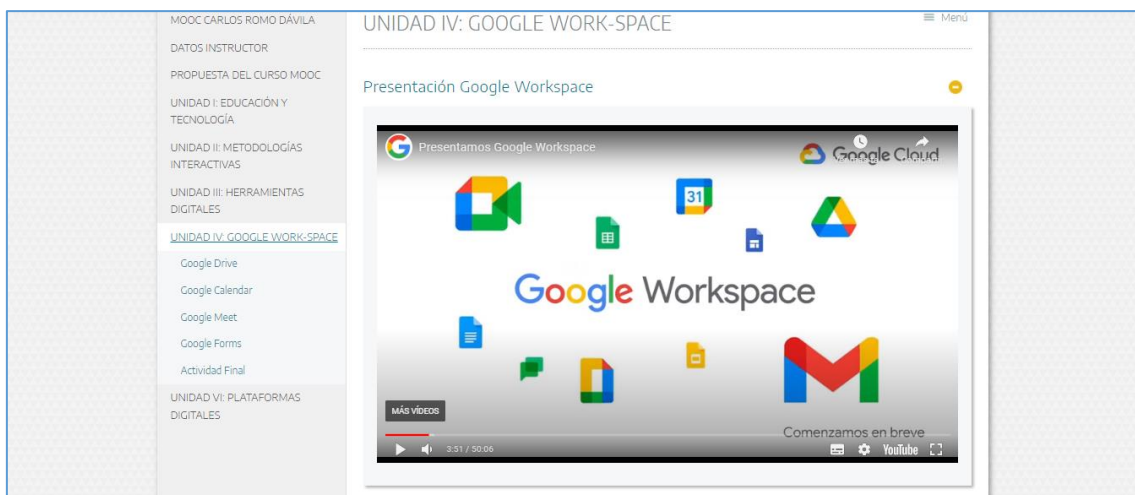 MOOC CARLOS ROMO DÁVILA
DATOS INSTRUCTOR
PROPUESTA DEL CURSO MOOC
UNIDAD I: EDUCACIÓN Y
TECNOLOGÍA
UNIDAD II: METODOLOGÍAS
INTERACTIVAS
UNIDAD III: HERRAMIENTAS
DIGITALES
UNIDAD IV: GOOGLE WORK-SPACE
Google Drive
Google Calendar
Google Meet
Google Forms
Actividad Final
UNIDAD VI: PLATAFORMAS
DIGITALES
UNIDAD IV: GOOGLE WORK-SPACE
Menú
Presentación Google Workspace
Presentamos Google Workspace
Google Cloud
31
Google Workspace
MÁS VÍDEOS
Comenzamos en breve
3:51 / 50:06
YouTube